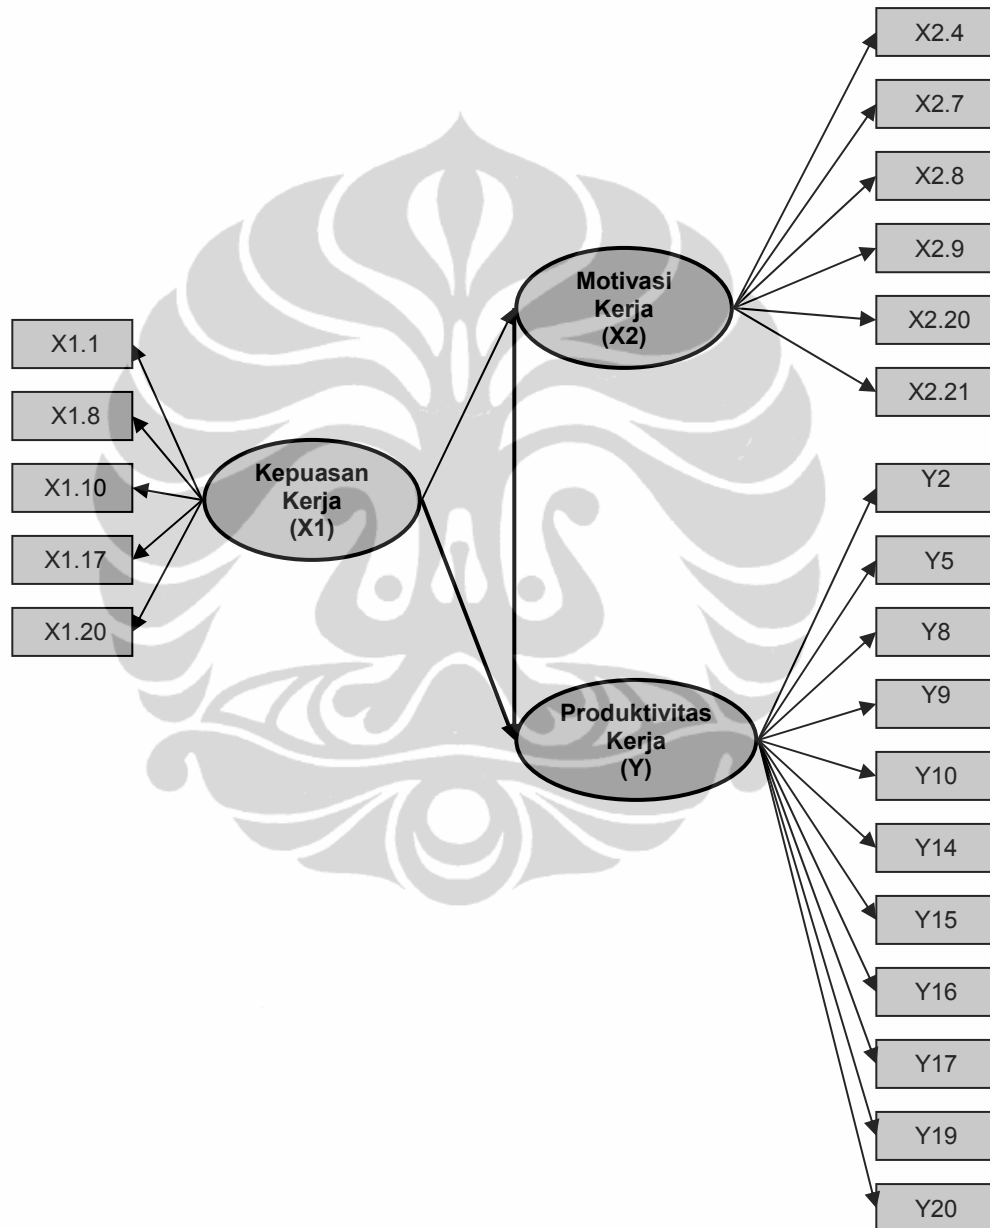 X2.4
X2.7
X2.8
X2.9
X2.20
X2.21
Motivasi
Kerja
(X2)
X1.1
X1.8
X1.10
X1.17
X1.20
Kepuasan
Kerja
(X1)
Y2
Y5
Y8
Y9
Y10
Y14
Y15
Y16
Y17
Y19
Y20
Produktivitas
Kerja
(Y)